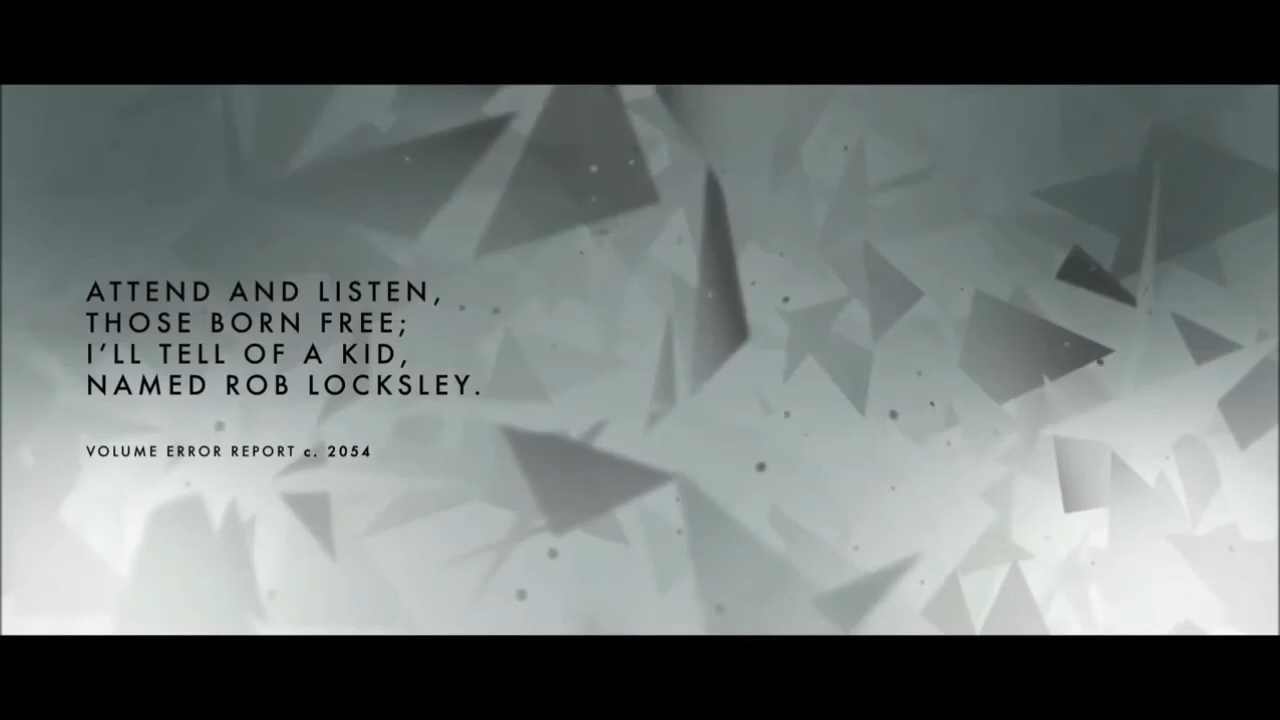 ATTEND AND LISTEN,
THOSE BORN FREE;
I’LL TELL OF A KID,
NAMED ROB LOCKSLEY.
VOLUME ERROR REPORT c. 2054